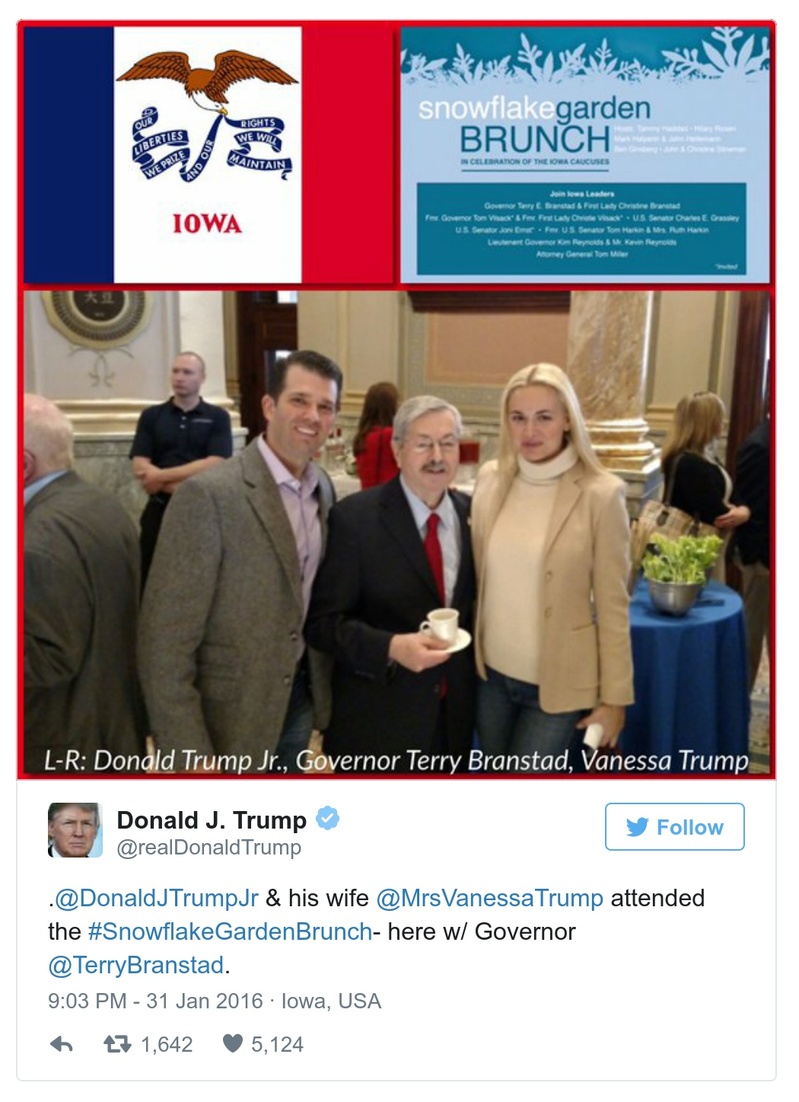 OUR
LIBERTIES
WE PRIZE
AND OUR
RIGHTS
WE WILL
MAINTAIN
IOWA
snowflakegarden
BRUNCH
Hosts: Tammy Haddad · Hilary Rosen
Mark Halperin & John Heilemann
Ben Ginsberg · John & Christina
IN CELEBRATION OF THE IOWA CAUCUSES
Join Iowa Leaders
Governor Terry E. Branstad & First Lady Christine Branstad
Fmr. Governor Tom Vilsack* & Fmr. First Lady Christie Vilsack* · U.S. Senator Charles E. Grassley
U.S. Senator Joni Ernst* · Fmr. U.S. Senator Tom Harkin & Mrs. Ruth Harkin
Lieutenant Governor Kim Reynolds & Mr. Kevin Reynolds
Attorney General Tom Miller
*Invited
大豆
L-R: Donald Trump Jr., Governor Terry Branstad, Vanessa Trump
Donald J. Trump
@realDonaldTrump
Follow
.@DonaldJTrumpJr & his wife @MrsVanessaTrump attended
the #SnowflakeGardenBrunch- here w/ Governor
@TerryBranstad.
9:03 PM - 31 Jan 2016 · Iowa, USA
1,642 5,124